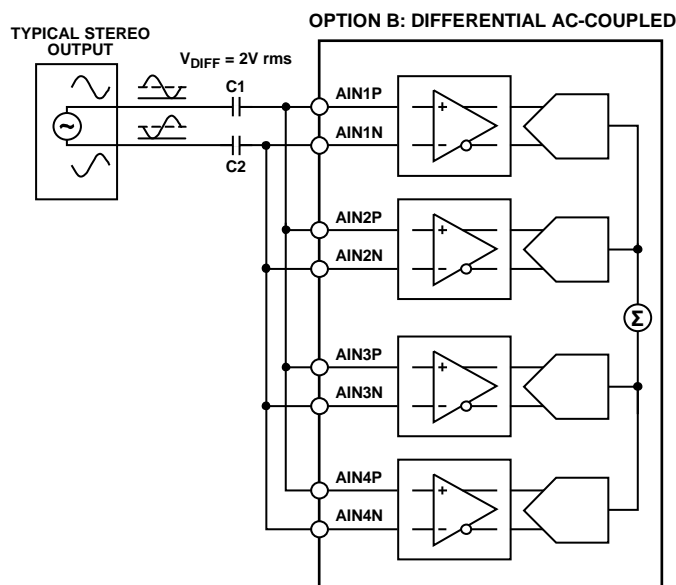 OPTION B: DIFFERENTIAL AC-COUPLED
TYPICAL STEREO
OUTPUT
V_DIFF = 2V rms
C1
C2
~
AIN1P
AIN1N
+
–
AIN2P
AIN2N
+
–
Σ
AIN3P
AIN3N
+
–
AIN4P
AIN4N
+
–